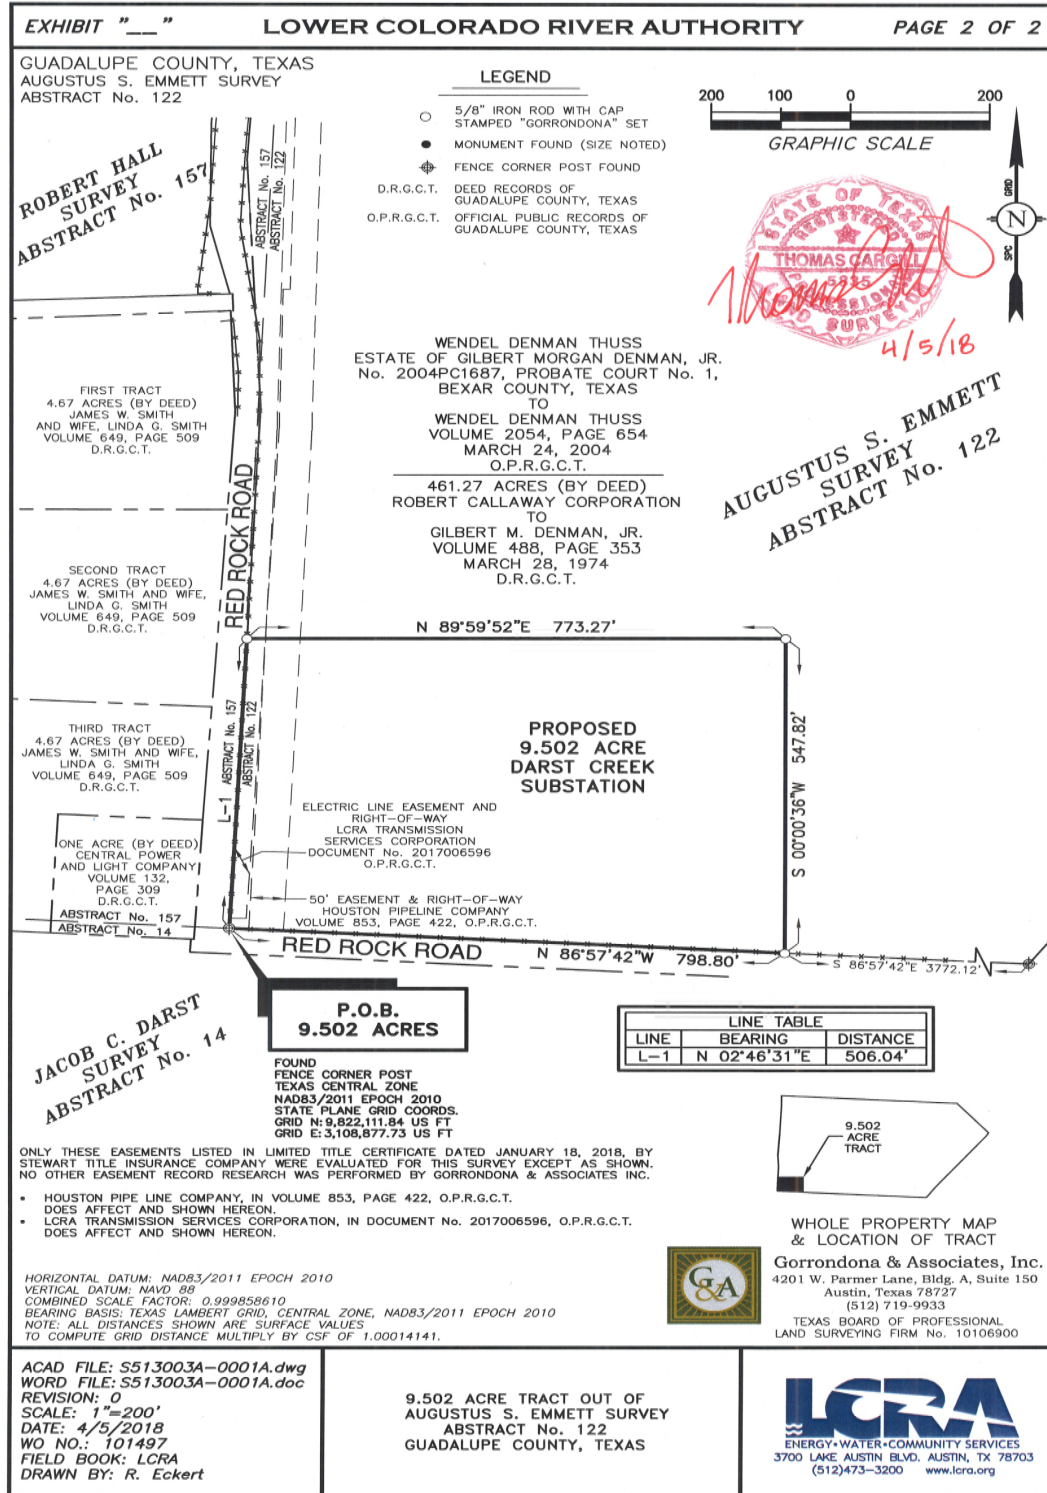 EXHIBIT "__"
LOWER COLORADO RIVER AUTHORITY
PAGE 2 OF 2
GUADALUPE COUNTY, TEXAS
AUGUSTUS S. EMMETT SURVEY
ABSTRACT No. 122
LEGEND
5/8" IRON ROD WITH CAP
STAMPED "GORRONDONA" SET
MONUMENT FOUND (SIZE NOTED)
FENCE CORNER POST FOUND
D.R.G.C.T. DEED RECORDS OF
GUADALUPE COUNTY, TEXAS
O.P.R.G.C.T. OFFICIAL PUBLIC RECORDS OF
GUADALUPE COUNTY, TEXAS
200 100 0 200
GRAPHIC SCALE
GRID
N
SPC
STATE OF TEXAS
REGISTERED
THOMAS CARGILL
5835
PROFESSIONAL
LAND SURVEYOR
4/5/18
ROBERT HALL
SURVEY
ABSTRACT No. 157
ABSTRACT No. 157
ABSTRACT No. 122
WENDEL DENMAN THUSS
ESTATE OF GILBERT MORGAN DENMAN, JR.
No. 2004PC1687, PROBATE COURT No. 1,
BEXAR COUNTY, TEXAS
TO
WENDEL DENMAN THUSS
VOLUME 2054, PAGE 654
MARCH 24, 2004
O.P.R.G.C.T.
461.27 ACRES (BY DEED)
ROBERT CALLAWAY CORPORATION
TO
GILBERT M. DENMAN, JR.
VOLUME 488, PAGE 353
MARCH 28, 1974
D.R.G.C.T.
AUGUSTUS S. EMMETT
SURVEY
ABSTRACT No. 122
FIRST TRACT
4.67 ACRES (BY DEED)
JAMES W. SMITH
AND WIFE, LINDA G. SMITH
VOLUME 649, PAGE 509
D.R.G.C.T.
RED ROCK ROAD
SECOND TRACT
4.67 ACRES (BY DEED)
JAMES W. SMITH AND WIFE,
LINDA G. SMITH
VOLUME 649, PAGE 509
D.R.G.C.T.
N 89°59'52"E 773.27'
THIRD TRACT
4.67 ACRES (BY DEED)
JAMES W. SMITH AND WIFE,
LINDA G. SMITH
VOLUME 649, PAGE 509
D.R.G.C.T.
L-1
ABSTRACT No. 157
ABSTRACT No. 122
PROPOSED
9.502 ACRE
DARST CREEK
SUBSTATION
S 00°00'36"W 547.82'
ELECTRIC LINE EASEMENT AND
RIGHT-OF-WAY
LCRA TRANSMISSION
SERVICES CORPORATION
DOCUMENT No. 2017006596
O.P.R.G.C.T.
ONE ACRE (BY DEED)
CENTRAL POWER
AND LIGHT COMPANY
VOLUME 132,
PAGE 309
D.R.G.C.T.
50' EASEMENT & RIGHT-OF-WAY
HOUSTON PIPELINE COMPANY
VOLUME 853, PAGE 422, O.P.R.G.C.T.
ABSTRACT No. 157
ABSTRACT No. 14
RED ROCK ROAD
N 86°57'42"W 798.80'
S 86°57'42"E 3772.12'
JACOB C. DARST
SURVEY
ABSTRACT No. 14
P.O.B.
9.502 ACRES
FOUND
FENCE CORNER POST
TEXAS CENTRAL ZONE
NAD83/2011 EPOCH 2010
STATE PLANE GRID COORDS.
GRID N: 9,822,111.84 US FT
GRID E: 3,108,877.73 US FT
LINE TABLE
LINE BEARING DISTANCE
L-1 N 02°46'31"E 506.04'
9.502
ACRE
TRACT
WHOLE PROPERTY MAP
& LOCATION OF TRACT
ONLY THESE EASEMENTS LISTED IN LIMITED TITLE CERTIFICATE DATED JANUARY 18, 2018, BY
STEWART TITLE INSURANCE COMPANY WERE EVALUATED FOR THIS SURVEY EXCEPT AS SHOWN.
NO OTHER EASEMENT RECORD RESEARCH WAS PERFORMED BY GORRONDONA & ASSOCIATES INC.
• HOUSTON PIPE LINE COMPANY, IN VOLUME 853, PAGE 422, O.P.R.G.C.T.
DOES AFFECT AND SHOWN HEREON.
• LCRA TRANSMISSION SERVICES CORPORATION, IN DOCUMENT No. 2017006596, O.P.R.G.C.T.
DOES AFFECT AND SHOWN HEREON.
HORIZONTAL DATUM: NAD83/2011 EPOCH 2010
VERTICAL DATUM: NAVD 88
COMBINED SCALE FACTOR: 0.999858610
BEARING BASIS: TEXAS LAMBERT GRID, CENTRAL ZONE, NAD83/2011 EPOCH 2010
NOTE: ALL DISTANCES SHOWN ARE SURFACE VALUES
TO COMPUTE GRID DISTANCE MULTIPLY BY CSF OF 1.00014141.
G&A
Gorrondona & Associates, Inc.
4201 W. Parmer Lane, Bldg. A, Suite 150
Austin, Texas 78727
(512) 719-9933
TEXAS BOARD OF PROFESSIONAL
LAND SURVEYING FIRM No. 10106900
ACAD FILE: S513003A-0001A.dwg
WORD FILE: S513003A-0001A.doc
REVISION: 0
SCALE: 1"=200'
DATE: 4/5/2018
WO NO.: 101497
FIELD BOOK: LCRA
DRAWN BY: R. Eckert
9.502 ACRE TRACT OUT OF
AUGUSTUS S. EMMETT SURVEY
ABSTRACT No. 122
GUADALUPE COUNTY, TEXAS
LCRA
ENERGY•WATER•COMMUNITY SERVICES
3700 LAKE AUSTIN BLVD. AUSTIN, TX 78703
(512)473-3200 www.lcra.org